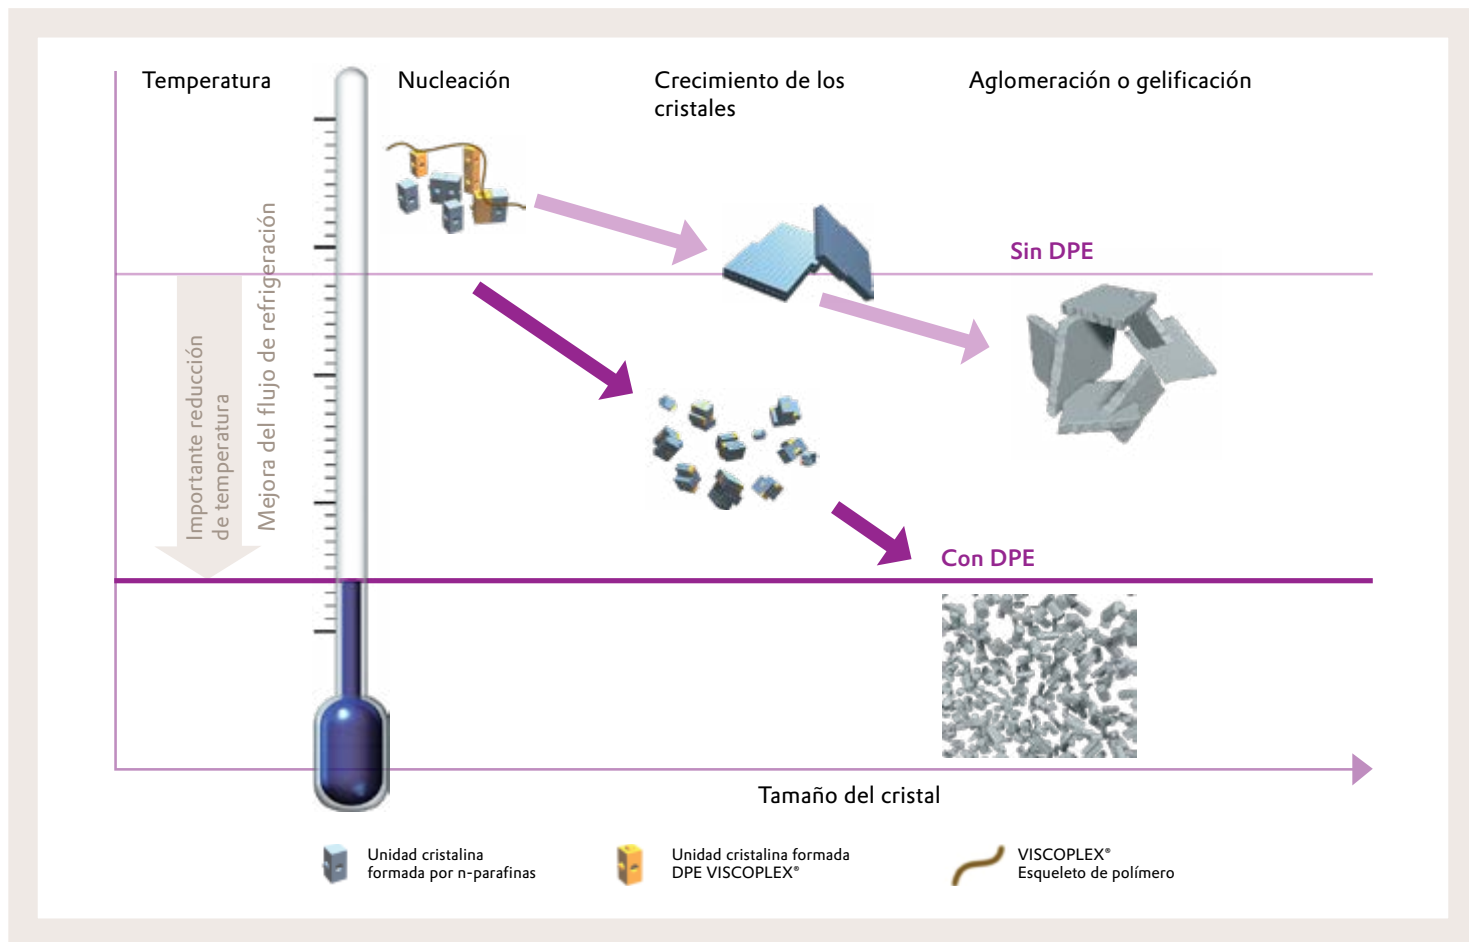 Temperatura
Nucleación
Crecimiento de los
cristales
Aglomeración o gelificación
Sin DPE
Importante reducción
de temperatura
Mejora del flujo de refrigeración
Con DPE
Tamaño del cristal
Unidad cristalina
formada por n-parafinas
Unidad cristalina formada
DPE VISCOPLEX®
VISCOPLEX®
Esqueleto de polímero